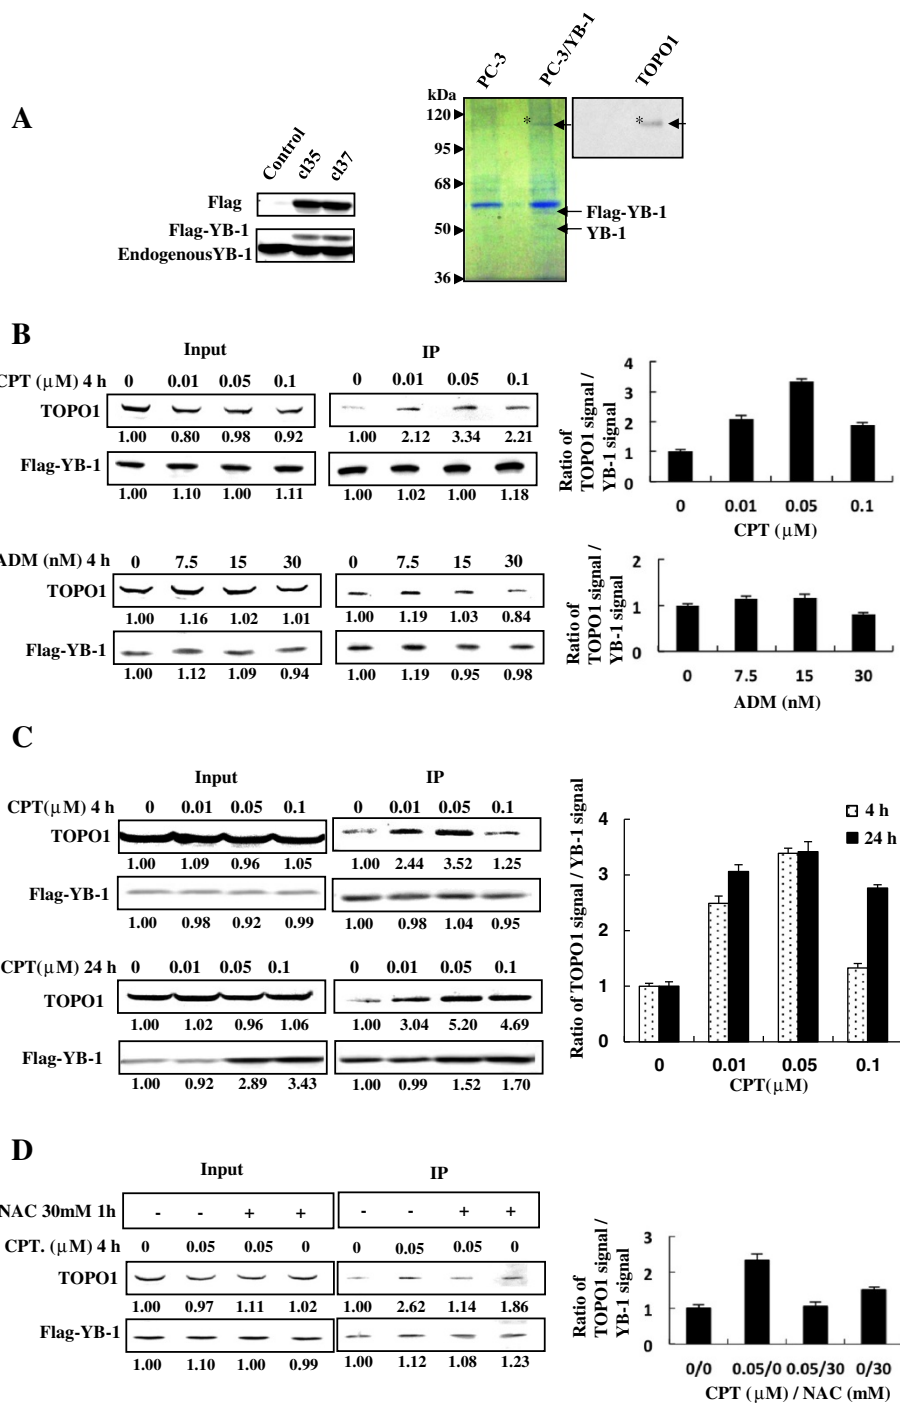 A
Control
cl35
cl37
Flag
Flag-YB-1
EndogenousYB-1
PC-3
PC-3/YB-1
TOPO1
kDa
120
95
68
50
36
*
*
Flag-YB-1
YB-1
B
Input
IP
CPT (μM) 4 h 0 0.01 0.05 0.1 0 0.01 0.05 0.1
TOPO1
1.00 0.80 0.98 0.92 1.00 2.12 3.34 2.21
Flag-YB-1
1.00 1.10 1.00 1.11 1.00 1.02 1.00 1.18
Ratio of
TOPO1 signal /
YB-1 signal
4
3
2
1
0
0 0.01 0.05 0.1
CPT (μM)
ADM (nM) 4 h 0 7.5 15 30 0 7.5 15 30
TOPO1
1.00 1.16 1.02 1.01 1.00 1.19 1.03 0.84
Flag-YB-1
1.00 1.12 1.09 0.94 1.00 1.19 0.95 0.98
Ratio of
TOPO1 signal /
YB-1 signal
2
1
0
0 7.5 15 30
ADM (nM)
C
Input
IP
CPT(μM) 4 h 0 0.01 0.05 0.1 0 0.01 0.05 0.1
TOPO1
1.00 1.09 0.96 1.05 1.00 2.44 3.52 1.25
Flag-YB-1
1.00 0.98 0.92 0.99 1.00 0.98 1.04 0.95
CPT(μM) 24 h 0 0.01 0.05 0.1 0 0.01 0.05 0.1
TOPO1
1.00 1.02 0.96 1.06 1.00 3.04 5.20 4.69
Flag-YB-1
1.00 0.92 2.89 3.43 1.00 0.99 1.52 1.70
Ratio of TOPO1 signal / YB-1 signal
4
3
2
1
0
4 h
24 h
0 0.01 0.05 0.1
CPT(μM)
D
Input
IP
NAC 30mM 1h - - + + - - + +
CPT. (μM) 4 h 0 0.05 0.05 0 0 0.05 0.05 0
TOPO1
1.00 0.97 1.11 1.02 1.00 2.62 1.14 1.86
Flag-YB-1
1.00 1.10 1.00 0.99 1.00 1.12 1.08 1.23
Ratio of
TOPO1 signal /
YB-1 signal
3
2
1
0
0/0 0.05/0 0.05/30 0/30
CPT (μM) / NAC (mM)